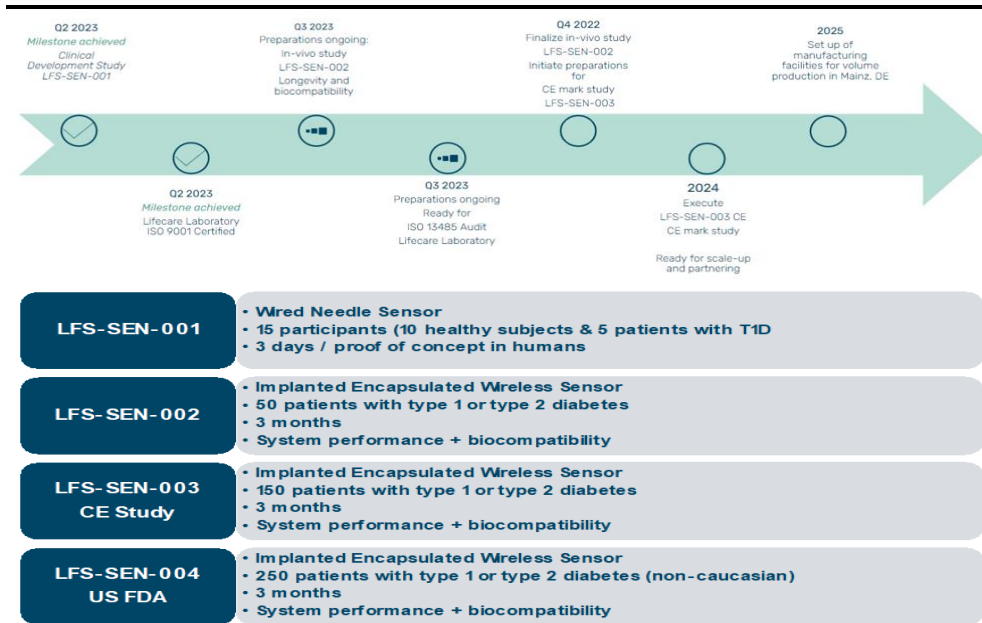 Q2 2023
Milestone achieved
Clinical
Development Study
LFS-SEN-001
Q3 2023
Preparations ongoing:
In-vivo study
LFS-SEN-002
Longevity and
biocompatibility
Q4 2022
Finalize in-vivo study
LFS-SEN-002
Initiate preparations
for
CE mark study
LFS-SEN-003
2025
Set up of
manufacturing
facilities for volume
production in Mainz, DE
Q2 2023
Milestone achieved
Lifecare Laboratory
ISO 9001 Certified
Q3 2023
Preparations ongoing
Ready for
ISO 13485 Audit
Lifecare Laboratory
2024
Execute
LFS-SEN-003 CE
CE mark study
Ready for scale-up
and partnering
LFS-SEN-001
• Wired Needle Sensor
• 15 participants (10 healthy subjects & 5 patients with T1D
• 3 days / proof of concept in humans
LFS-SEN-002
• Implanted Encapsulated Wireless Sensor
• 50 patients with type 1 or type 2 diabetes
• 3 months
• System performance + biocompatibility
LFS-SEN-003
CE Study
• Implanted Encapsulated Wireless Sensor
• 150 patients with type 1 or type 2 diabetes
• 3 months
• System performance + biocompatibility
LFS-SEN-004
US FDA
• Implanted Encapsulated Wireless Sensor
• 250 patients with type 1 or type 2 diabetes (non-caucasian)
• 3 months
• System performance + biocompatibility